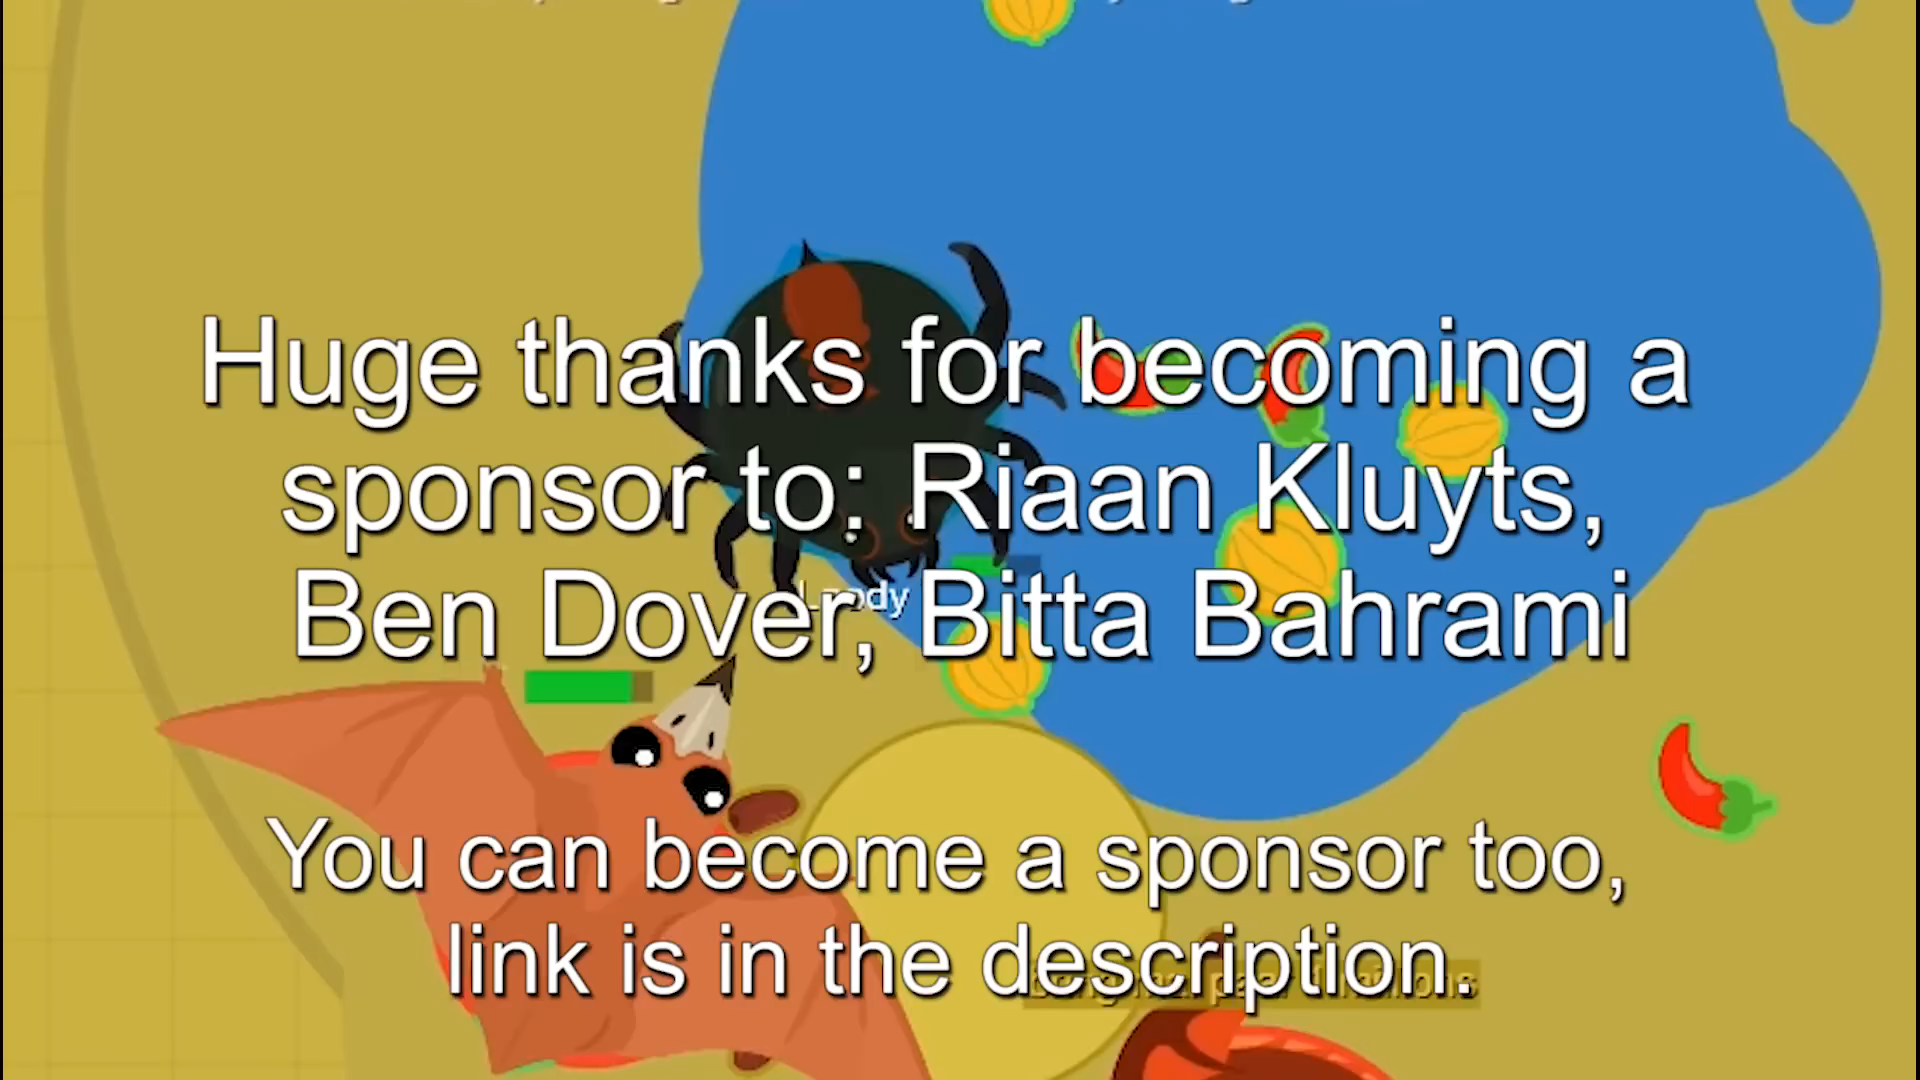 Huge thanks for becoming a
sponsor to: Riaan Kluyts,
Ben Dover, Bitta Bahrami
You can become a sponsor too,
link is in the description.